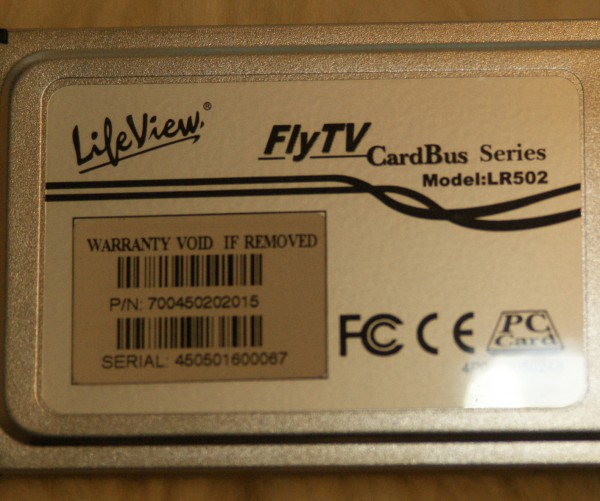 LifeView®
FlyTV CardBus Series
Model:LR502
WARRANTY VOID IF REMOVED
P/N: 700450202015
SERIAL: 450501600067
FC CE PC Card